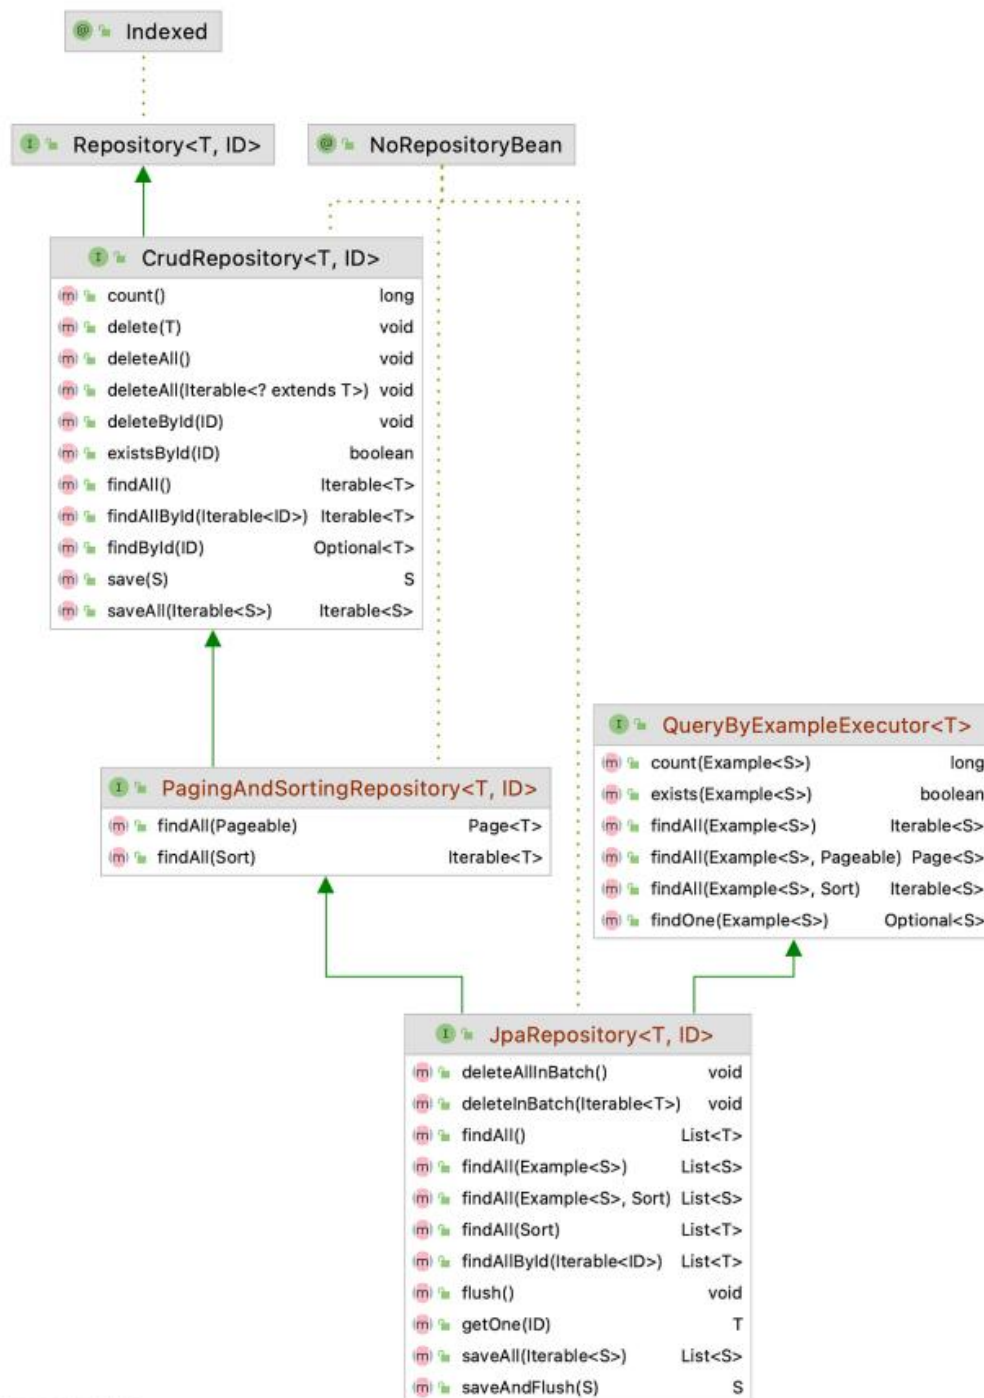 Indexed
Repository<T, ID>
NoRepositoryBean
CrudRepository<T, ID>
count() long
delete(T) void
deleteAll() void
deleteAll(Iterable<? extends T>) void
deleteById(ID) void
existsById(ID) boolean
findAll() Iterable<T>
findAllById(Iterable<ID>) Iterable<T>
findById(ID) Optional<T>
save(S) S
saveAll(Iterable<S>) Iterable<S>
QueryByExampleExecutor<T>
count(Example<S>) long
exists(Example<S>) boolean
findAll(Example<S>) Iterable<S>
findAll(Example<S>, Pageable) Page<S>
findAll(Example<S>, Sort) Iterable<S>
findOne(Example<S>) Optional<S>
PagingAndSortingRepository<T, ID>
findAll(Pageable) Page<T>
findAll(Sort) Iterable<T>
JpaRepository<T, ID>
deleteAllInBatch() void
deleteInBatch(Iterable<T>) void
findAll() List<T>
findAll(Example<S>) List<S>
findAll(Example<S>, Sort) List<S>
findAll(Sort) List<T>
findAllById(Iterable<ID>) List<T>
flush() void
getOne(ID) T
saveAll(Iterable<S>) List<S>
saveAndFlush(S) S